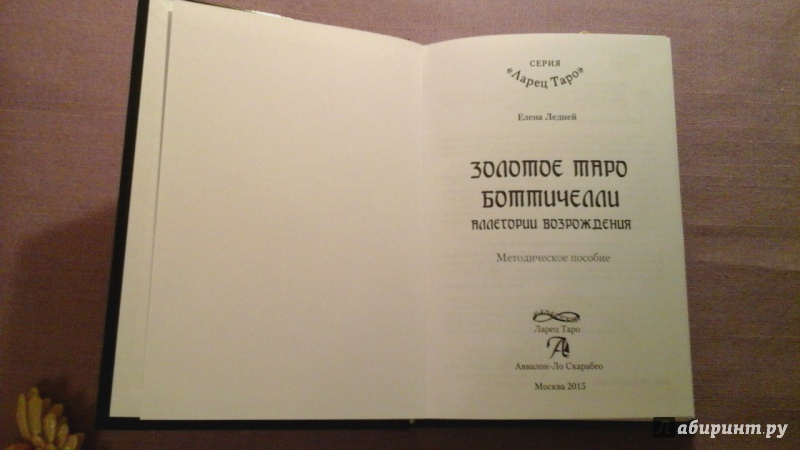 СЕРИЯ
«Ларец Таро»
Елена Ледней
ЗОЛОТОЕ ТАРО
БОТТИЧЕЛЛИ
АЛЛЕГОРИИ ВОЗРОЖДЕНИЯ
Методическое пособие
Ларец Таро
Аввалон-Ло Скарабео
Москва 2015
Лабиринт.ру